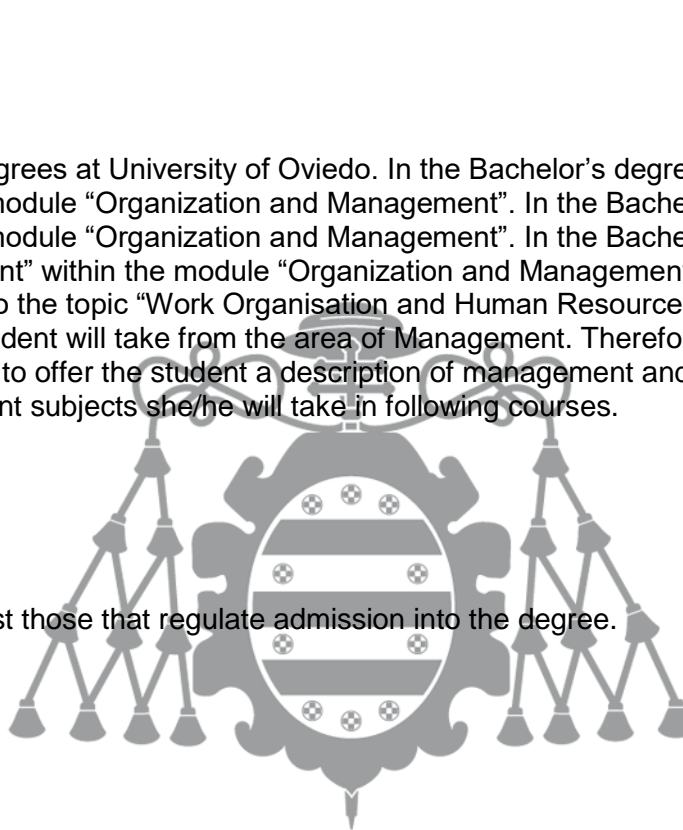 grees at University of Oviedo. In the Bachelor’s degre
module “Organization and Management”. In the Bache
module “Organization and Management”. In the Bache
nt” within the module “Organization and Management
o the topic “Work Organisation and Human Resource
dent will take from the area of Management. Therefo
to offer the student a description of management and
nt subjects she/he will take in following courses.
st those that regulate admission into the degree.